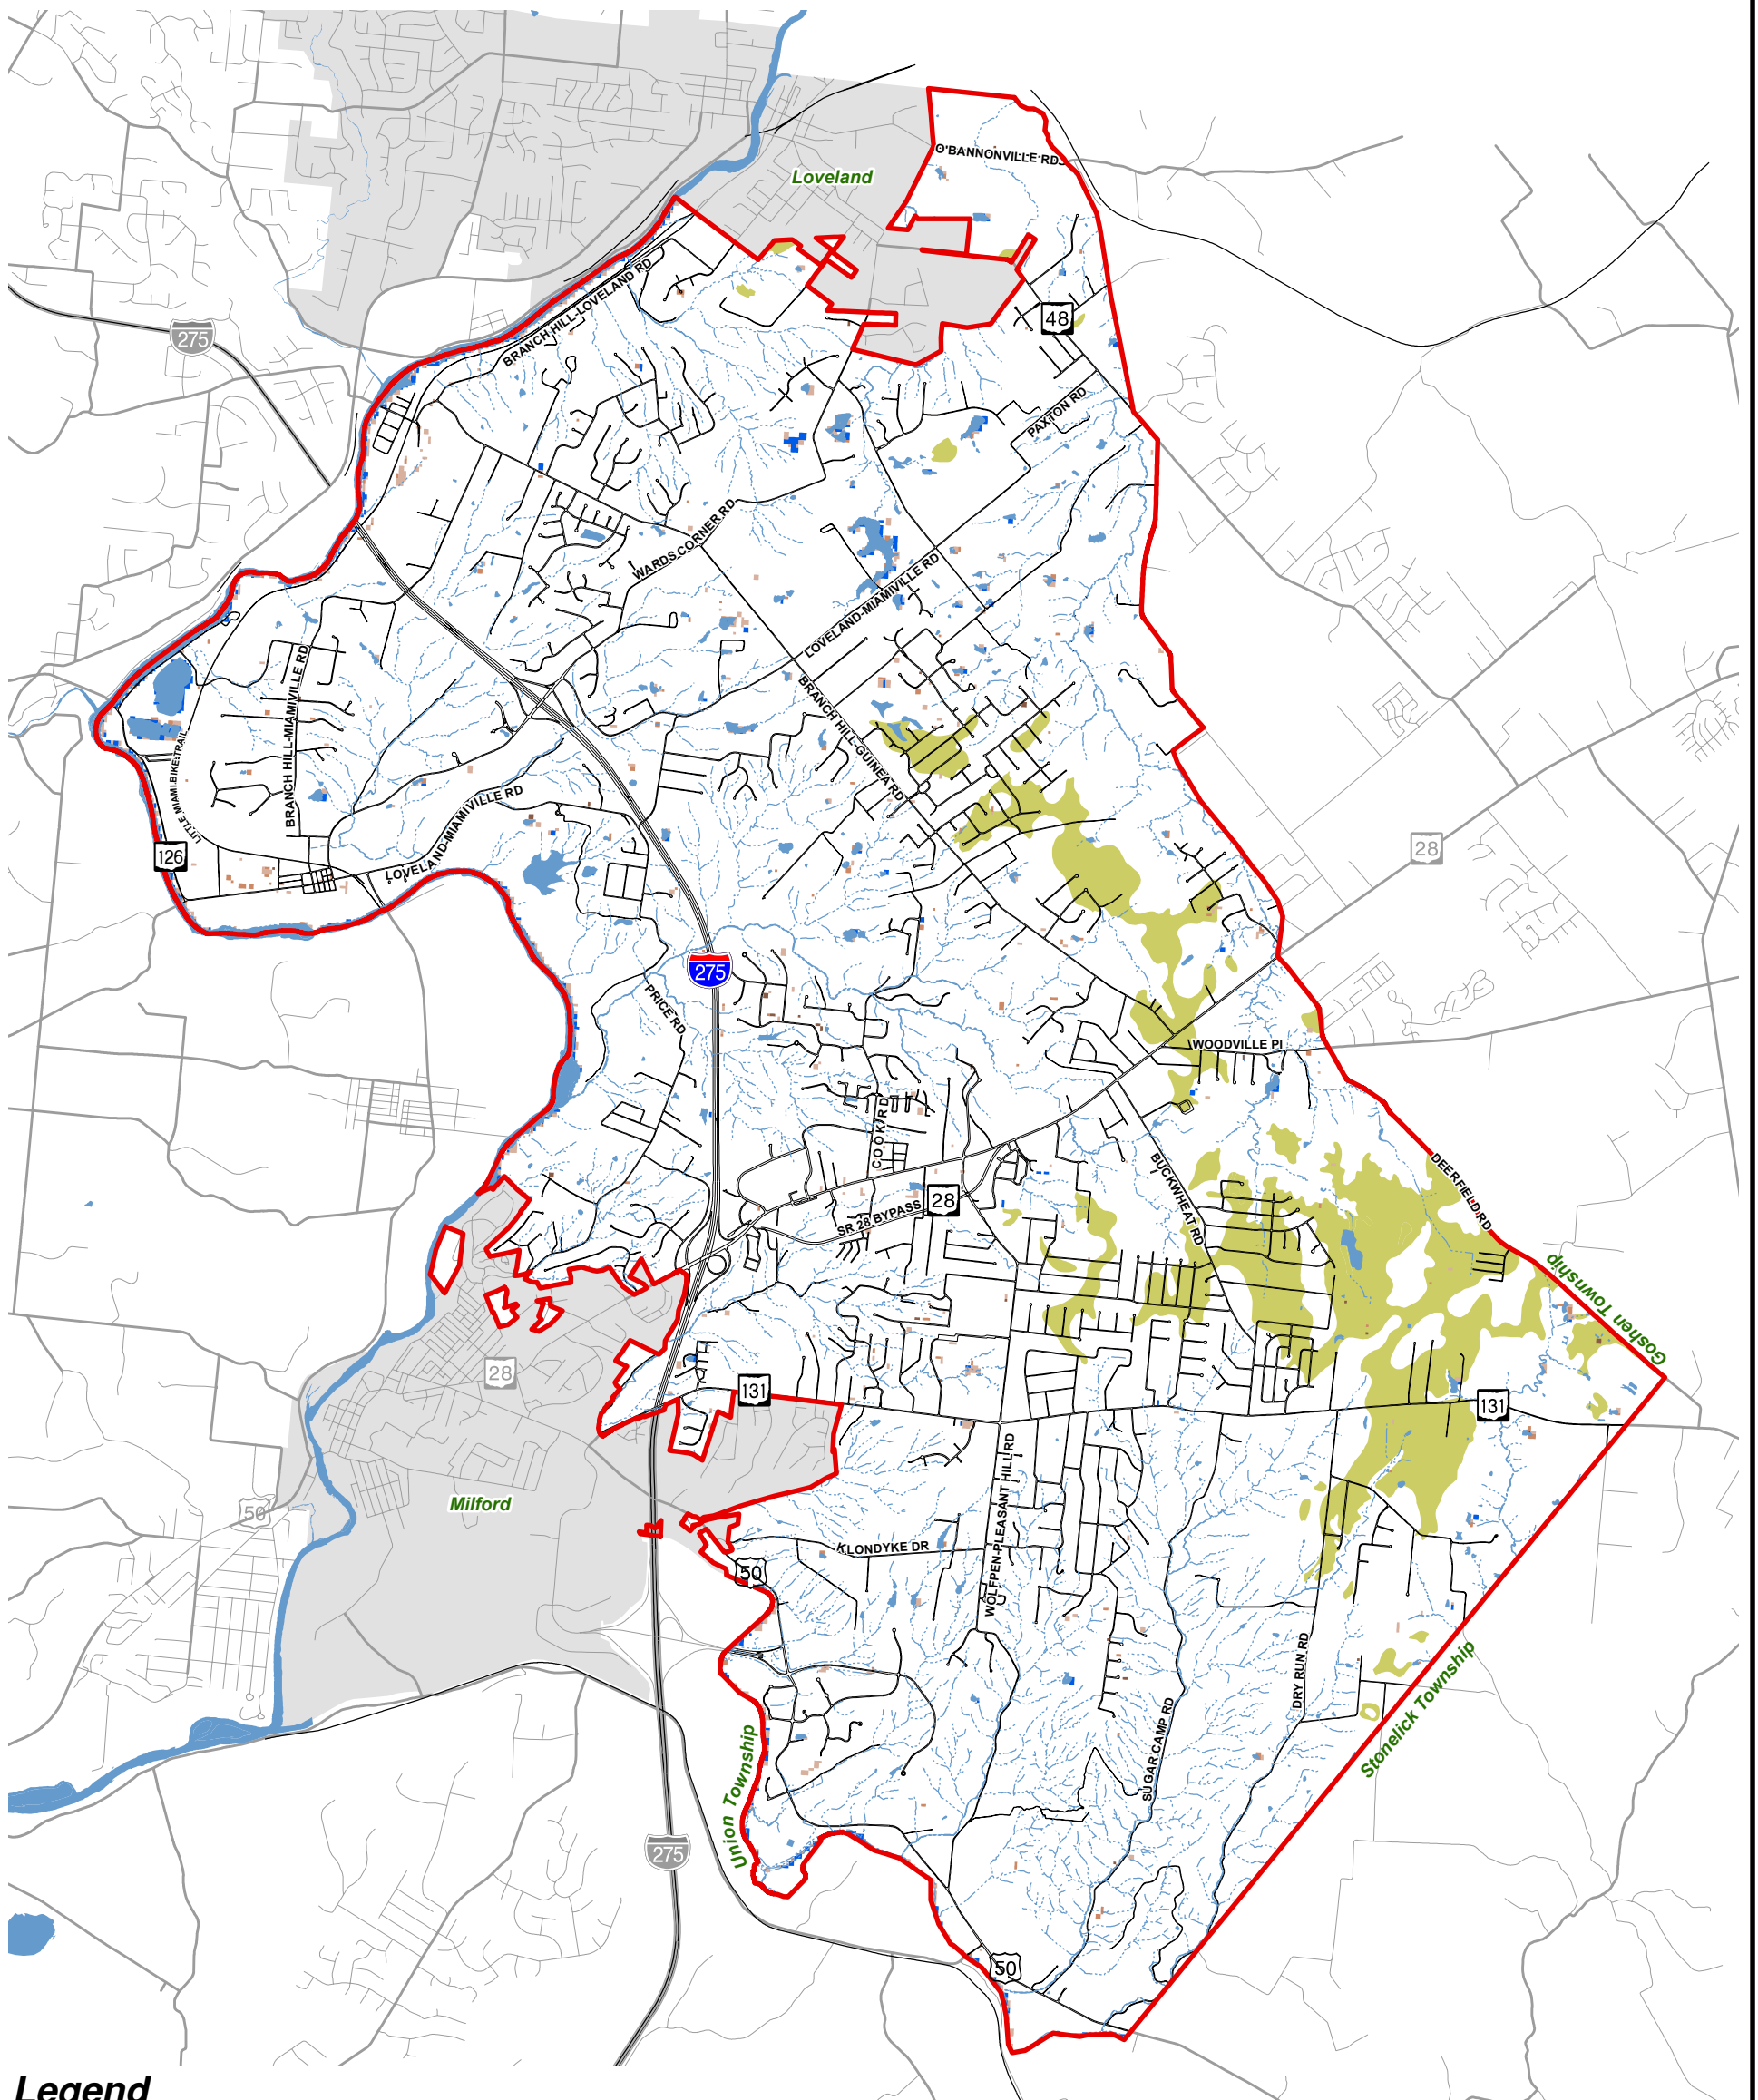 O'BANNONVILLE RD
Loveland
BRANCH HILL-LOVELAND RD
48
275
PAXTON RD
WARDS CORNER RD
LOVELAND-MIAMIVILLE RD
BRANCH HILL-MIAMIVILLE RD
BRANCH HILL-GUINEA RD
LITTLE MIAMI BIKE TRAIL
LOVELAND-MIAMIVILLE RD
126
28
275
PRICE RD
WOODVILLE PI
COOK RD
BUCKWHEAT RD
DEERFIELD RD
28
SR 28 BYPASS
Goshen Township
28
131
131
Milford
50
WOLFPEN-PLEASANT HILL RD
KLONDYKE DR
50
DRY RUN RD
Stonelick Township
SUGAR CAMP RD
Union Township
275
50
Legend